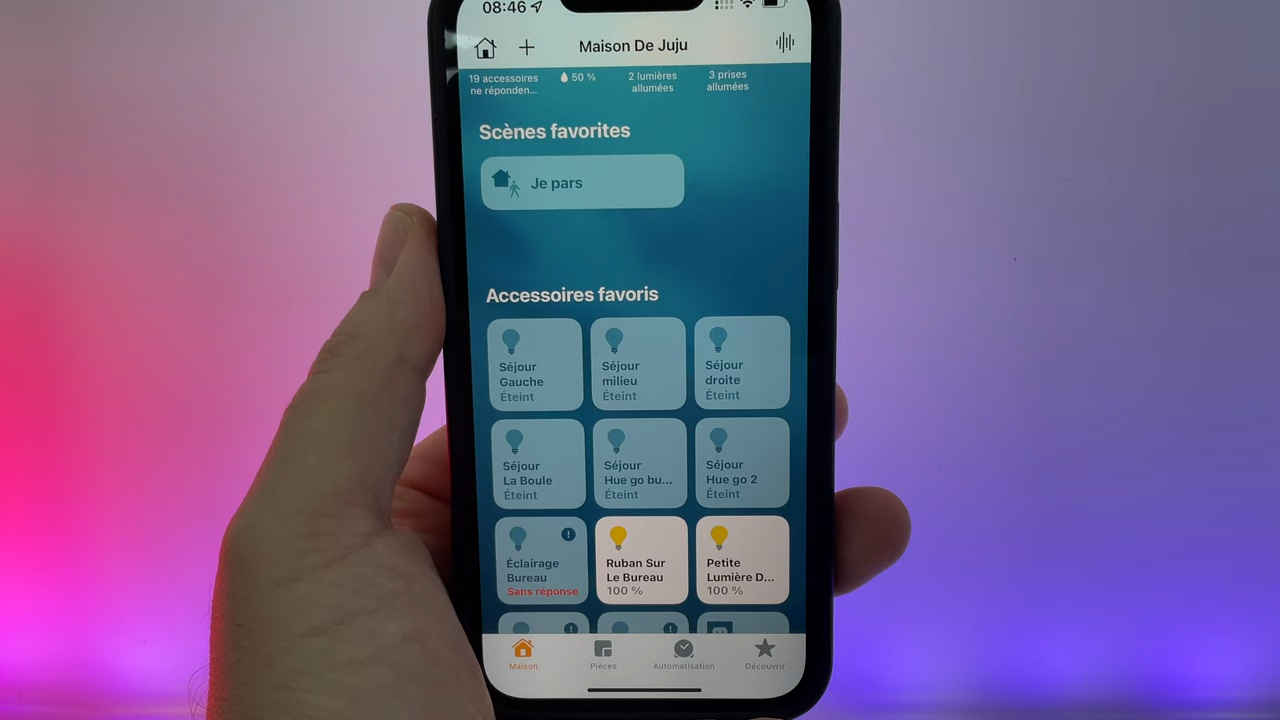 08:46
Maison De Juju
19 accessoires
ne réponden...
50 %
2 lumières
allumées
3 prises
allumées
Scènes favorites
Je pars
Accessoires favoris
Séjour
Gauche
Éteint
Séjour
milieu
Éteint
Séjour
droite
Éteint
Séjour
La Boule
Éteint
Séjour
Hue go bu...
Éteint
Séjour
Hue go 2
Éteint
Éclairage
Bureau
Sans réponse
Ruban Sur
Le Bureau
100 %
Petite
Lumière D...
100 %
Maison
Pièces
Automatisation
Découvrir